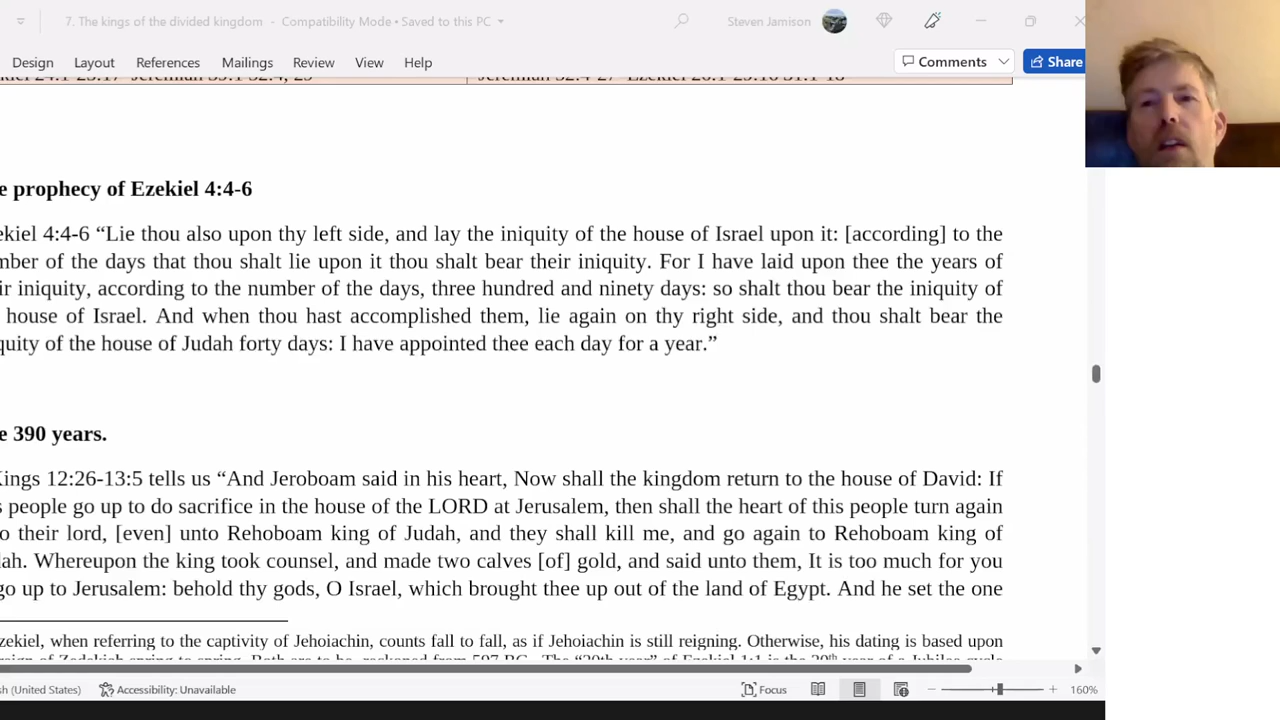 7. The kings of the divided kingdom - Compatibility Mode • Saved to this PC
Steven Jamison
Design Layout References Mailings Review View Help
Comments
Share
prophecy of Ezekiel 4:4-6
4:4-6 “Lie thou also upon thy left side, and lay the iniquity of the house of Israel upon it: [according] to the
of the days that thou shalt lie upon it thou shalt bear their iniquity. For I have laid upon thee the years of
iniquity, according to the number of the days, three hundred and ninety days: so shalt thou bear the iniquity of
house of Israel. And when thou hast accomplished them, lie again on thy right side, and thou shalt bear the
of the house of Judah forty days: I have appointed thee each day for a year.”
390 years.
12:26-13:5 tells us “And Jeroboam said in his heart, Now shall the kingdom return to the house of David: If
people go up to do sacrifice in the house of the LORD at Jerusalem, then shall the heart of this people turn again
their lord, [even] unto Rehoboam king of Judah, and they shall kill me, and go again to Rehoboam king of
Whereupon the king took counsel, and made two calves [of] gold, and said unto them, It is too much for you
go up to Jerusalem: behold thy gods, O Israel, which brought thee up out of the land of Egypt. And he set the one
when referring to the captivity of Jehoiachin, counts fall to fall, as if Jehoiachin is still reigning. Otherwise, his dating is based upon
(United States)
Accessibility: Unavailable
Focus
160%